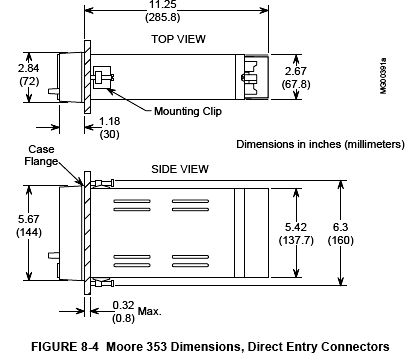 11.25
(285.8)
TOP VIEW
2.84
(72)
2.67
(67.8)
MG00391a
Mounting Clip
1.18
(30)
Dimensions in inches (millimeters)
Case
Flange
SIDE VIEW
5.67
(144)
5.42
(137.7)
6.3
(160)
0.32
(0.8)
Max.
FIGURE 8-4 Moore 353 Dimensions, Direct Entry Connectors